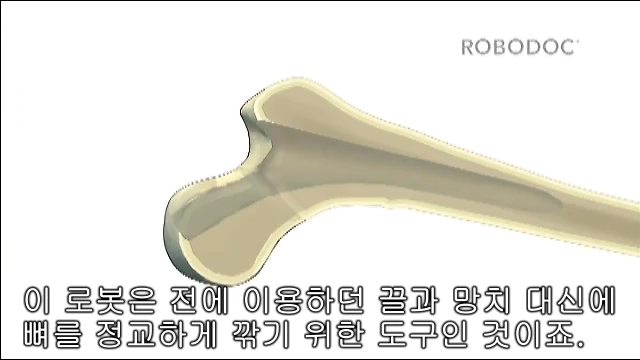 ROBODOC
이 로봇은 전에 이용하던 끌과 망치 대신에
뼈를 정교하게 깎기 위한 도구인 것이죠.